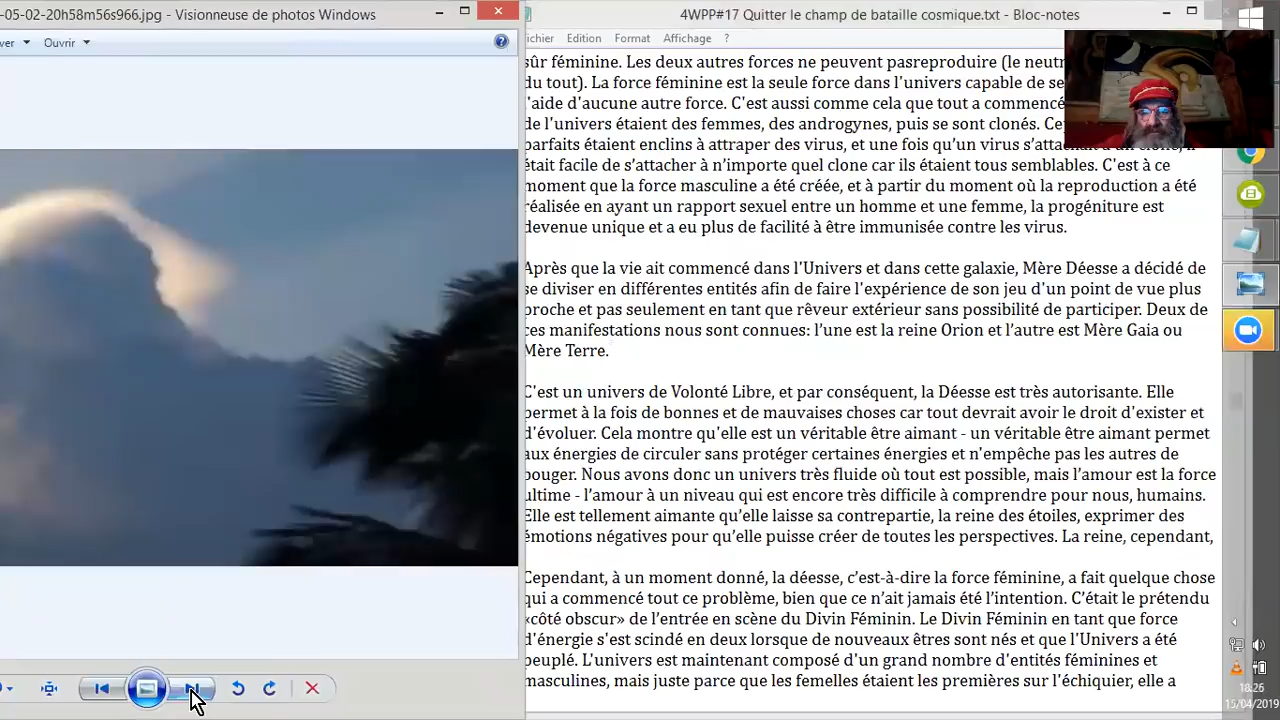 -05-02-20h58m56s966.jpg - Visionneuse de photos Windows
ver Ouvrir
4WPP#17 Quitter le champ de bataille cosmique.txt - Bloc-notes
ichier Edition Format Affichage ?
sûr féminine. Les deux autres forces ne peuvent pasreproduire (le neutr
du tout). La force féminine est la seule force dans l'univers capable de se
l'aide d'aucune autre force. C'est aussi comme cela que tout a commencé
de l'univers étaient des femmes, des androgynes, puis se sont clonés. Ce
parfaits étaient enclins à attraper des virus, et une fois qu'un virus
était facile de s'attacher à n'importe quel clone car ils étaient tous semblables. C'est à ce
moment que la force masculine a été créée, et à partir du moment où la reproduction a été
réalisée en ayant un rapport sexuel entre un homme et une femme, la progéniture est
devenue unique et a eu plus de facilité à être immunisée contre les virus.
Après que la vie ait commencé dans l'Univers et dans cette galaxie, Mère Déesse a décidé de
se diviser en différentes entités afin de faire l'expérience de son jeu d'un point de vue plus
proche et pas seulement en tant que rêveur extérieur sans possibilité de participer. Deux de
ces manifestations nous sont connues: l'une est la reine Orion et l'autre est Mère Gaia ou
Mère Terre.
C'est un univers de Volonté Libre, et par conséquent, la Déesse est très autorisante. Elle
permet à la fois de bonnes et de mauvaises choses car tout devrait avoir le droit d'exister et
d'évoluer. Cela montre qu'elle est un véritable être aimant - un véritable être aimant permet
aux énergies de circuler sans protéger certaines énergies et n'empêche pas les autres de
bouger. Nous avons donc un univers très fluide où tout est possible, mais l'amour est la force
ultime - l'amour à un niveau qui est encore très difficile à comprendre pour nous, humains.
Elle est tellement aimante qu'elle laisse sa contrepartie, la reine des étoiles, exprimer des
émotions négatives pour qu'elle puisse créer de toutes les perspectives. La reine, cependant,
Cependant, à un moment donné, la déesse, c'est-à-dire la force féminine, a fait quelque chose
qui a commencé tout ce problème, bien que ce n'ait jamais été l'intention. C'était le prétendu
«côté obscur» de l'entrée en scène du Divin Féminin. Le Divin Féminin en tant que force
d'énergie s'est scindé en deux lorsque de nouveaux êtres sont nés et que l'Univers a été
peuplé. L'univers est maintenant composé d'un grand nombre d'entités féminines et
masculines, mais juste parce que les femelles étaient les premières sur l'échiquier, elle a
18:26
15/04/2019